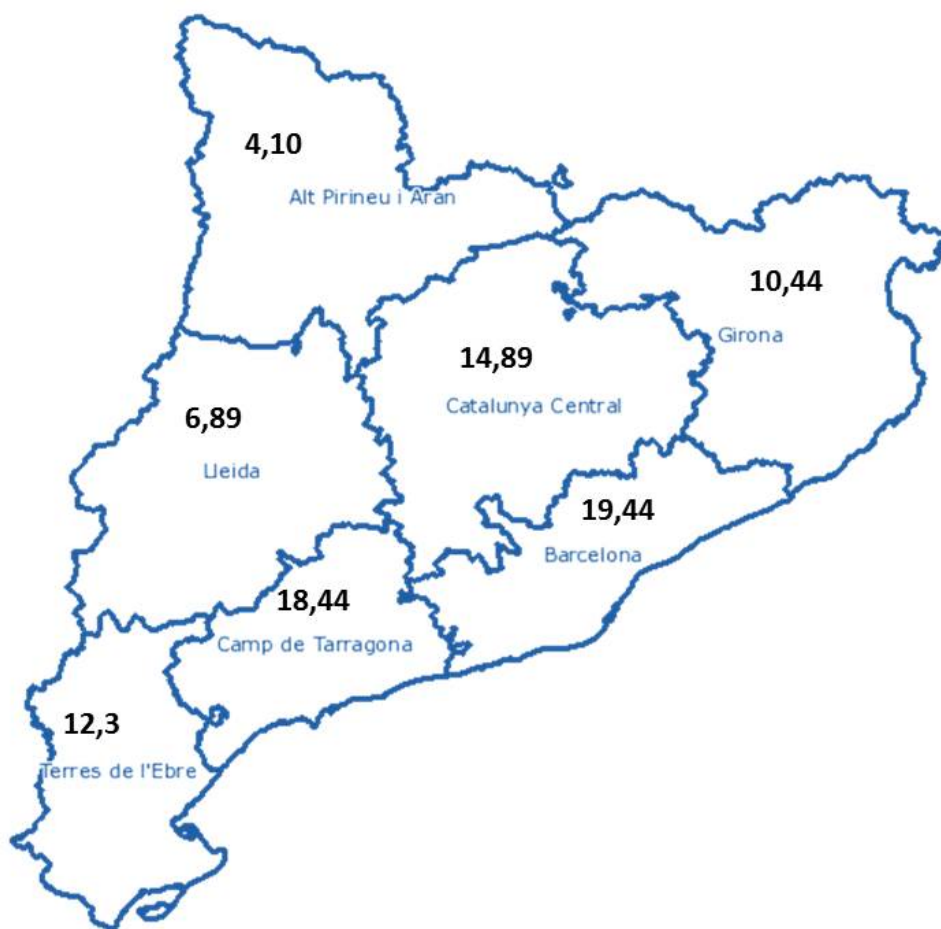 4,10
Alt Pirineu i Aran
10,44
Girona
14,89
Catalunya Central
6,89
Lleida
19,44
Barcelona
18,44
Camp de Tarragona
12,3
Terres de l'Ebre